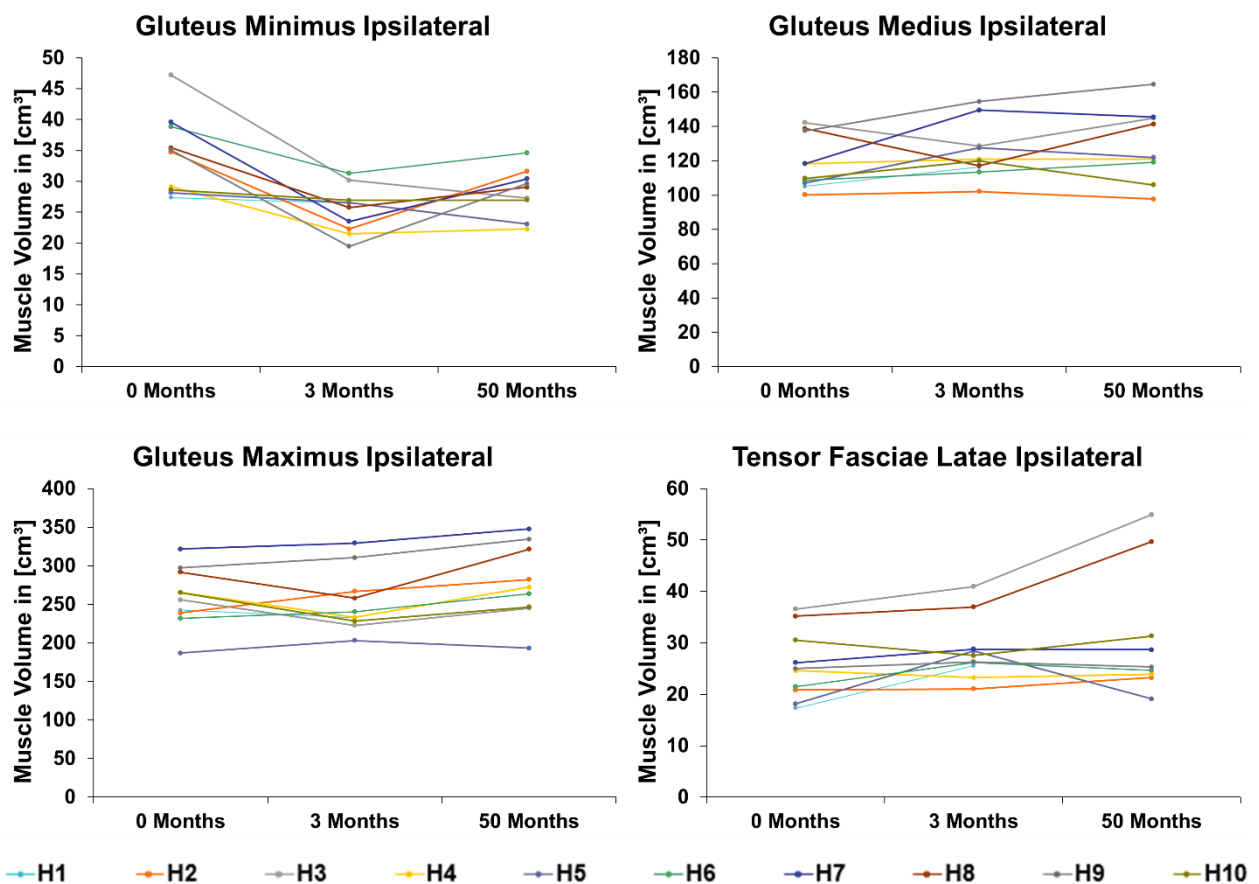 Gluteus Minimus Ipsilateral
Muscle Volume in [cm³]
50
45
40
35
30
25
20
15
10
5
0
0 Months 3 Months 50 Months
Gluteus Medius Ipsilateral
Muscle Volume in [cm³]
180
160
140
120
100
80
60
40
20
0
0 Months 3 Months 50 Months
Gluteus Maximus Ipsilateral
Muscle Volume in [cm³]
400
350
300
250
200
150
100
50
0
0 Months 3 Months 50 Months
Tensor Fasciae Latae Ipsilateral
Muscle Volume in [cm³]
60
50
40
30
20
10
0
0 Months 3 Months 50 Months
H1 H2 H3 H4 H5 H6 H7 H8 H9 H10